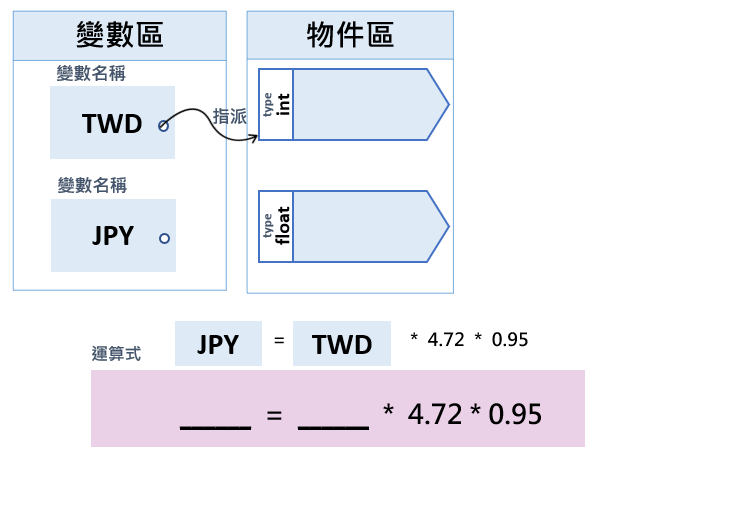 變數區
物件區
變數名稱
TWD
指派
type
int
變數名稱
JPY
type
float
運算式
JPY = TWD * 4.72 * 0.95
_____ = _____ * 4.72 * 0.95